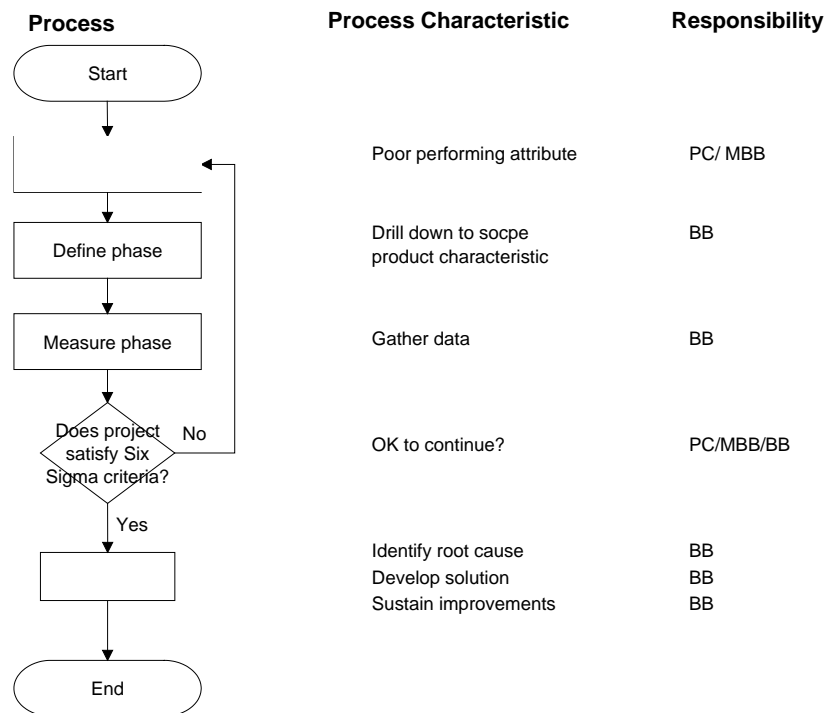 Process Process Characteristic Responsibility
Start
Poor performing attribute PC/ MBB
Define phase Drill down to socpe BB
product characteristic
Measure phase Gather data BB
Does project
satisfy Six
Sigma criteria?
No
OK to continue? PC/MBB/BB
Yes
Identify root cause BB
Develop solution BB
Sustain improvements BB
End